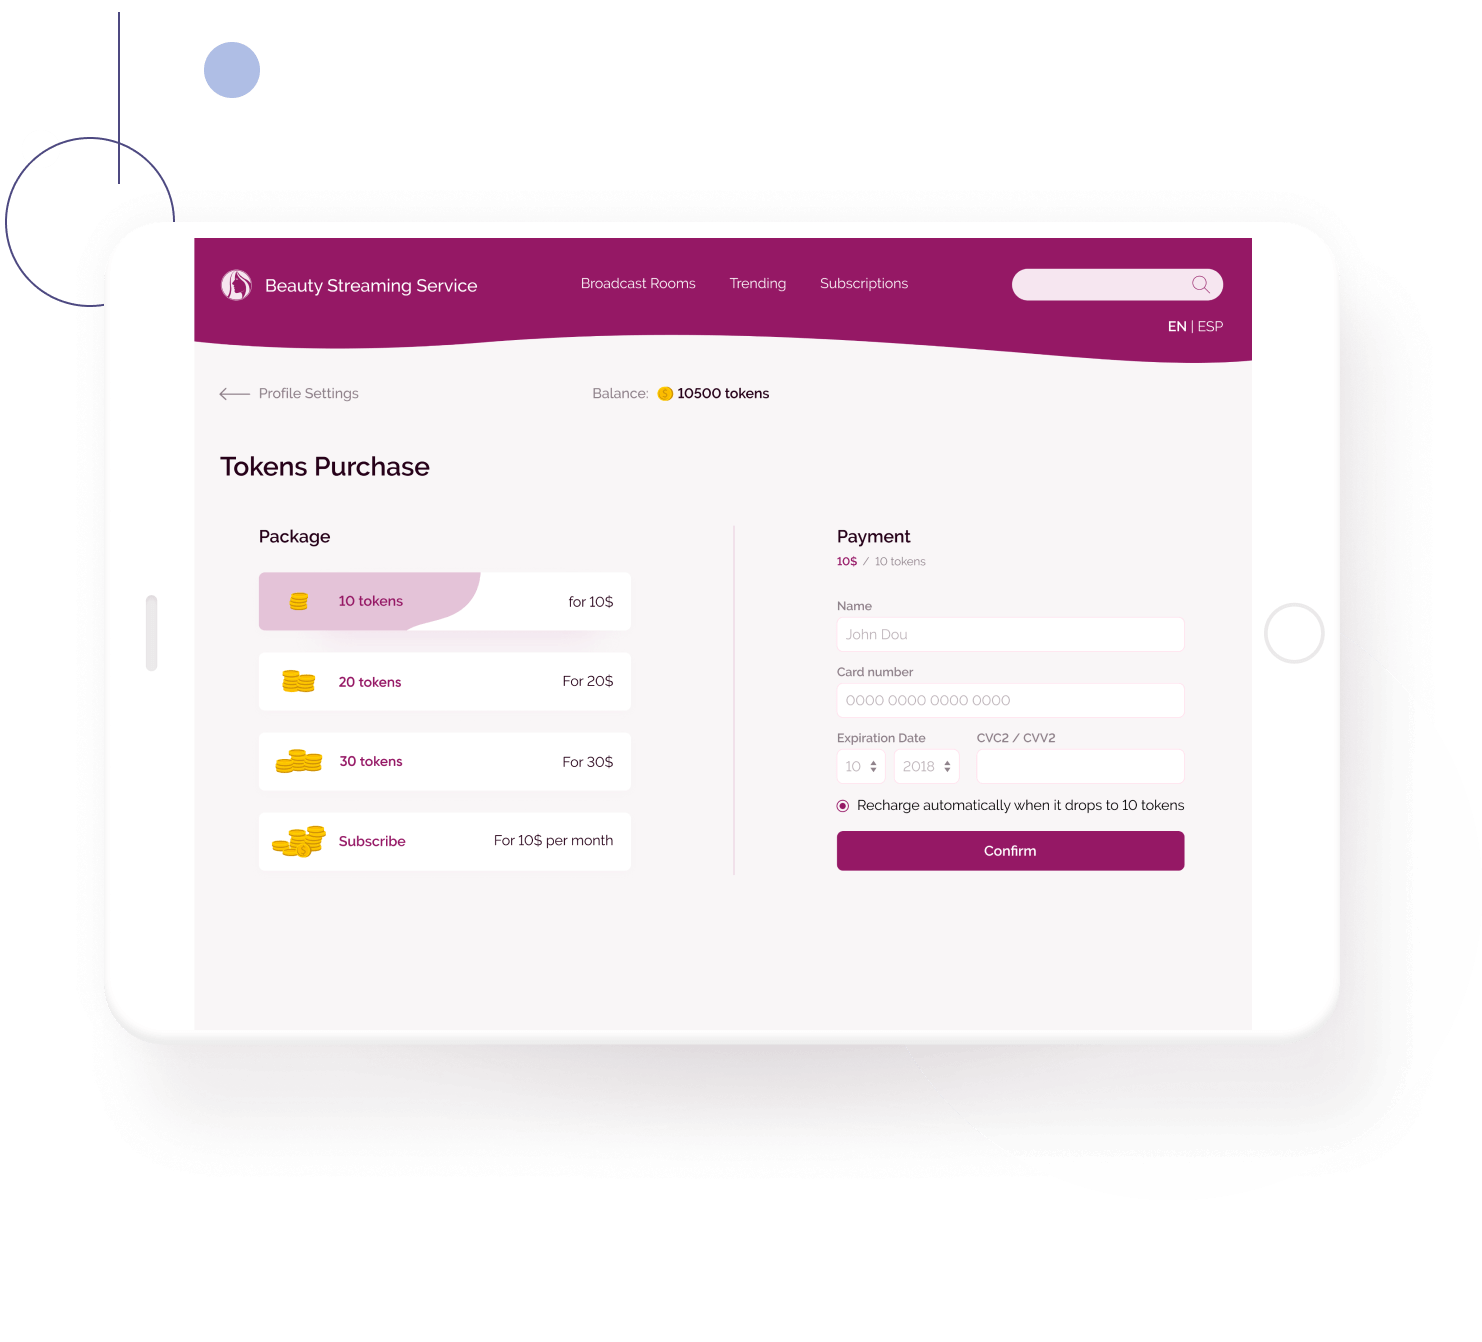 Beauty Streaming Service
Broadcast Rooms
Trending
Subscriptions
EN | ESP
Profile Settings
Balance: 10500 tokens
Tokens Purchase
Package
10 tokens for 10$
20 tokens For 20$
30 tokens For 30$
Subscribe For 10$ per month
Payment
10$ / 10 tokens
Name
John Dou
Card number
0000 0000 0000 0000
Expiration Date CVC2 / CVV2
10 2018
Recharge automatically when it drops to 10 tokens
Confirm